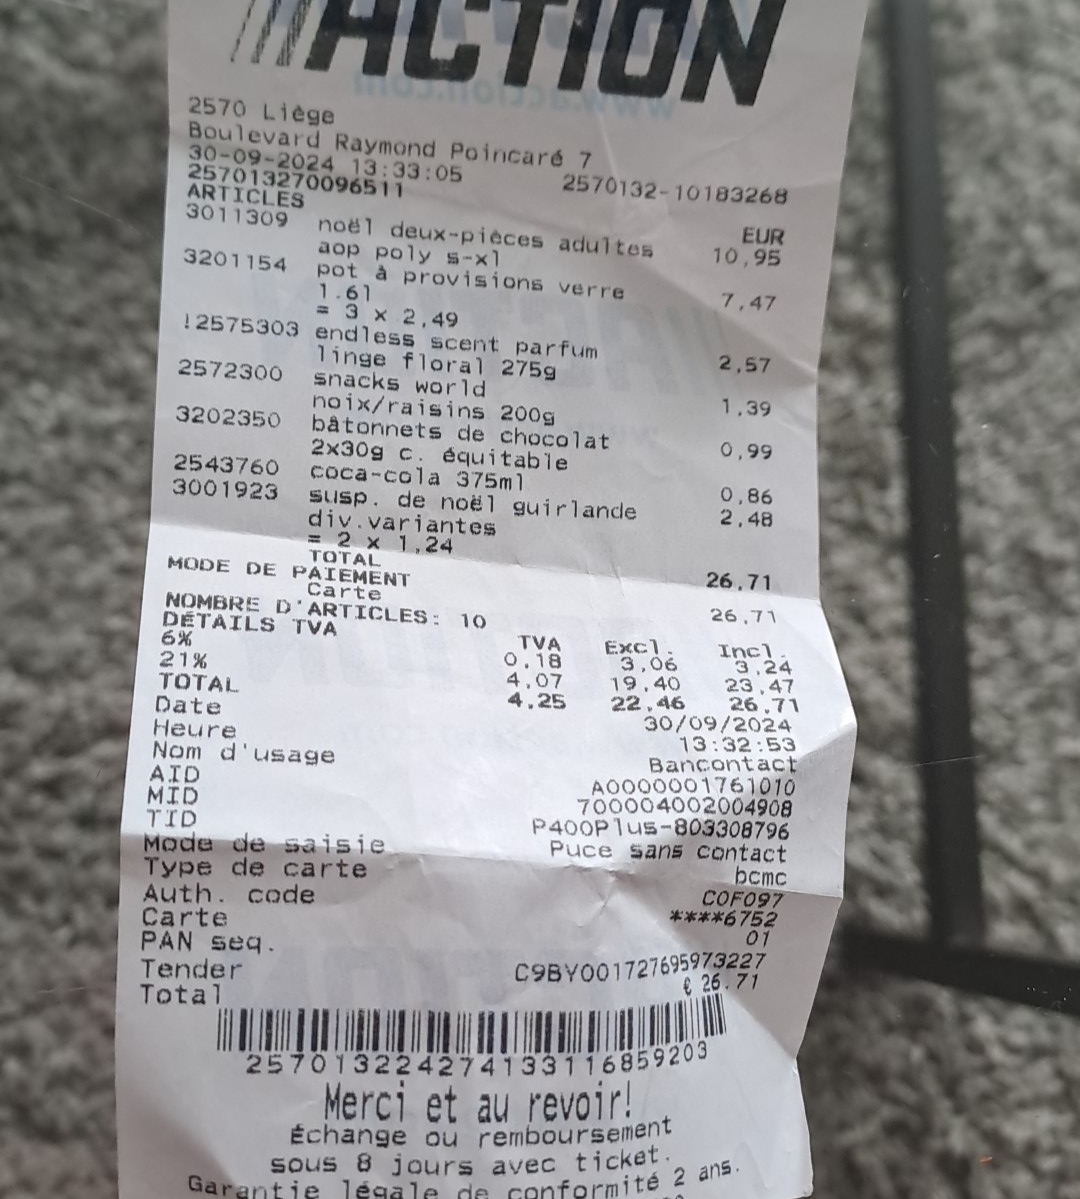 ACTION
2570 Liège
Boulevard Raymond Poincaré 7
30-09-2024 13:33:05 2570132-10183268
257013270096511
ARTICLES EUR
3011309 noël deux-pièces adultes 10,95
aop poly s-xl
3201154 pot à provisions verre 7,47
1.6l
= 3 x 2,49
!2575303 endless scent parfum 2,57
linge floral 275g
2572300 snacks world 1,39
noix/raisins 200g
3202350 bâtonnets de chocolat 0,99
2x30g c. équitable
2543760 coca-cola 375ml 0,86
3001923 susp. de noël guirlande 2,48
div.variantes
= 2 x 1,24
TOTAL 26,71
MODE DE PAIEMENT
Carte 26,71
NOMBRE D'ARTICLES: 10
DÉTAILS TVA TVA Excl. Incl.
6% 0,18 3,06 3,24
21% 4,07 19,40 23,47
TOTAL 4,25 22,46 26,71
Date 30/09/2024
Heure 13:32:53
Nom d'usage Bancontact
AID A0000001761010
MID 700004002004908
TID P400Plus-803308796
Mode de saisie Puce sans contact
Type de carte bcmc
Auth. code C0F097
Carte ****6752
PAN seq. 01
Tender C9BY001727695973227
Total € 26.71
257013224274133116859203
Merci et au revoir!
Échange ou remboursement
sous 8 jours avec ticket.
Garantie légale de conformité 2 ans.